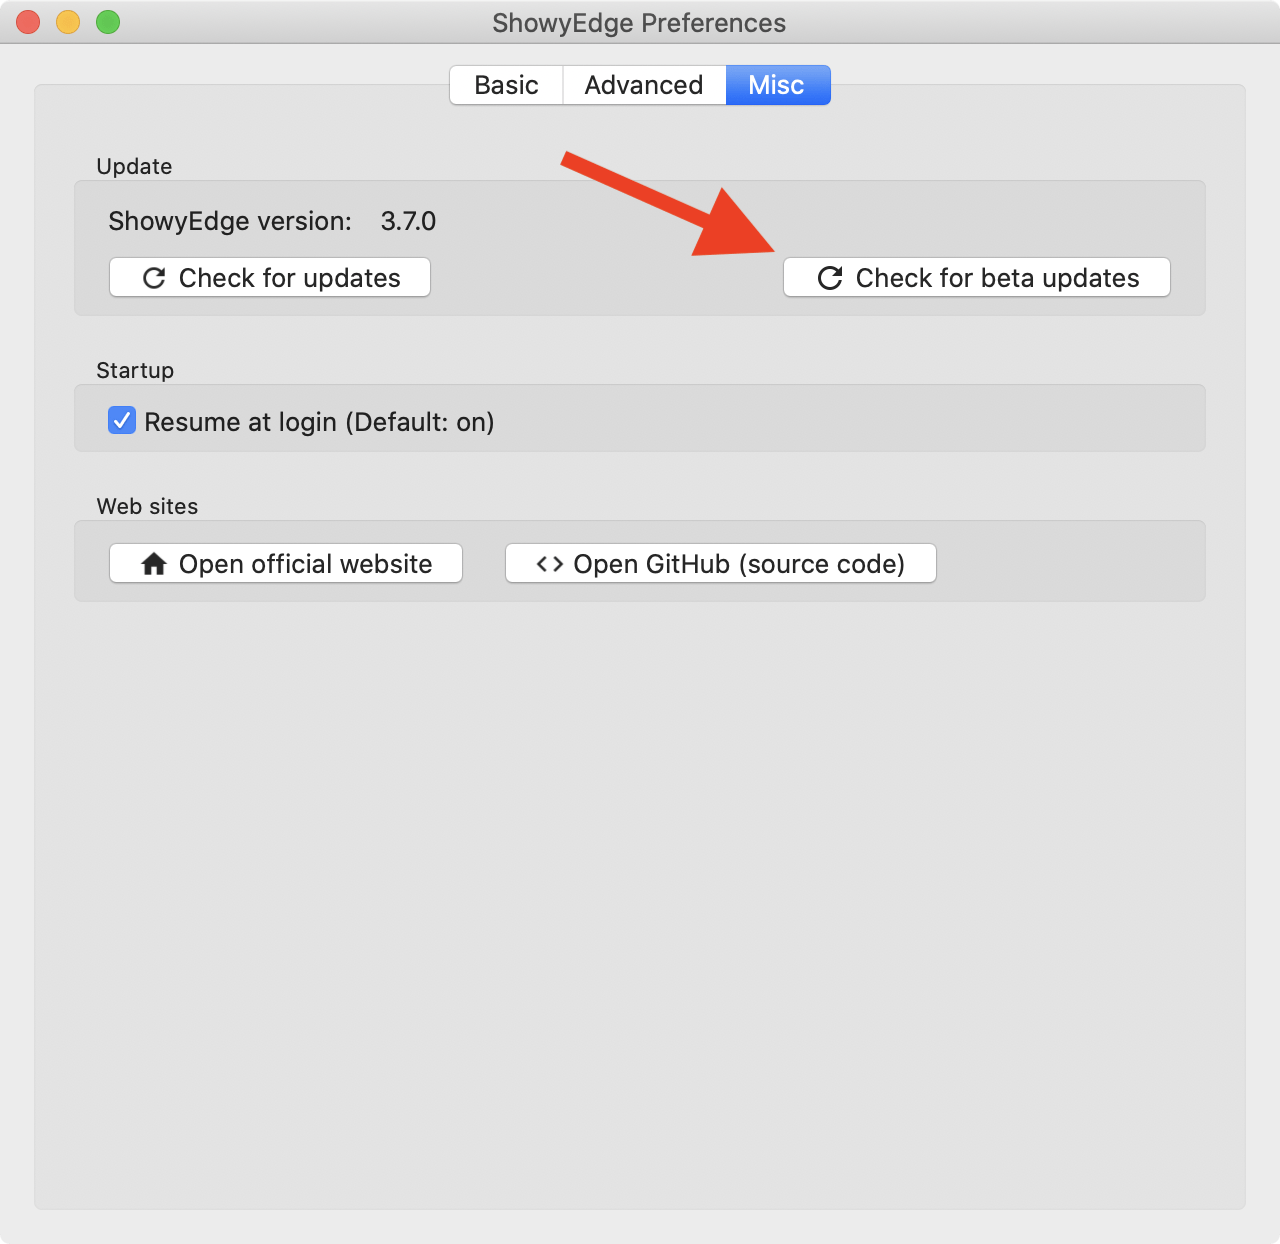 ShowyEdge Preferences
Basic Advanced Misc
Update
ShowyEdge version: 3.7.0
Check for updates Check for beta updates
Startup
Resume at login (Default: on)
Web sites
Open official website Open GitHub (source code)